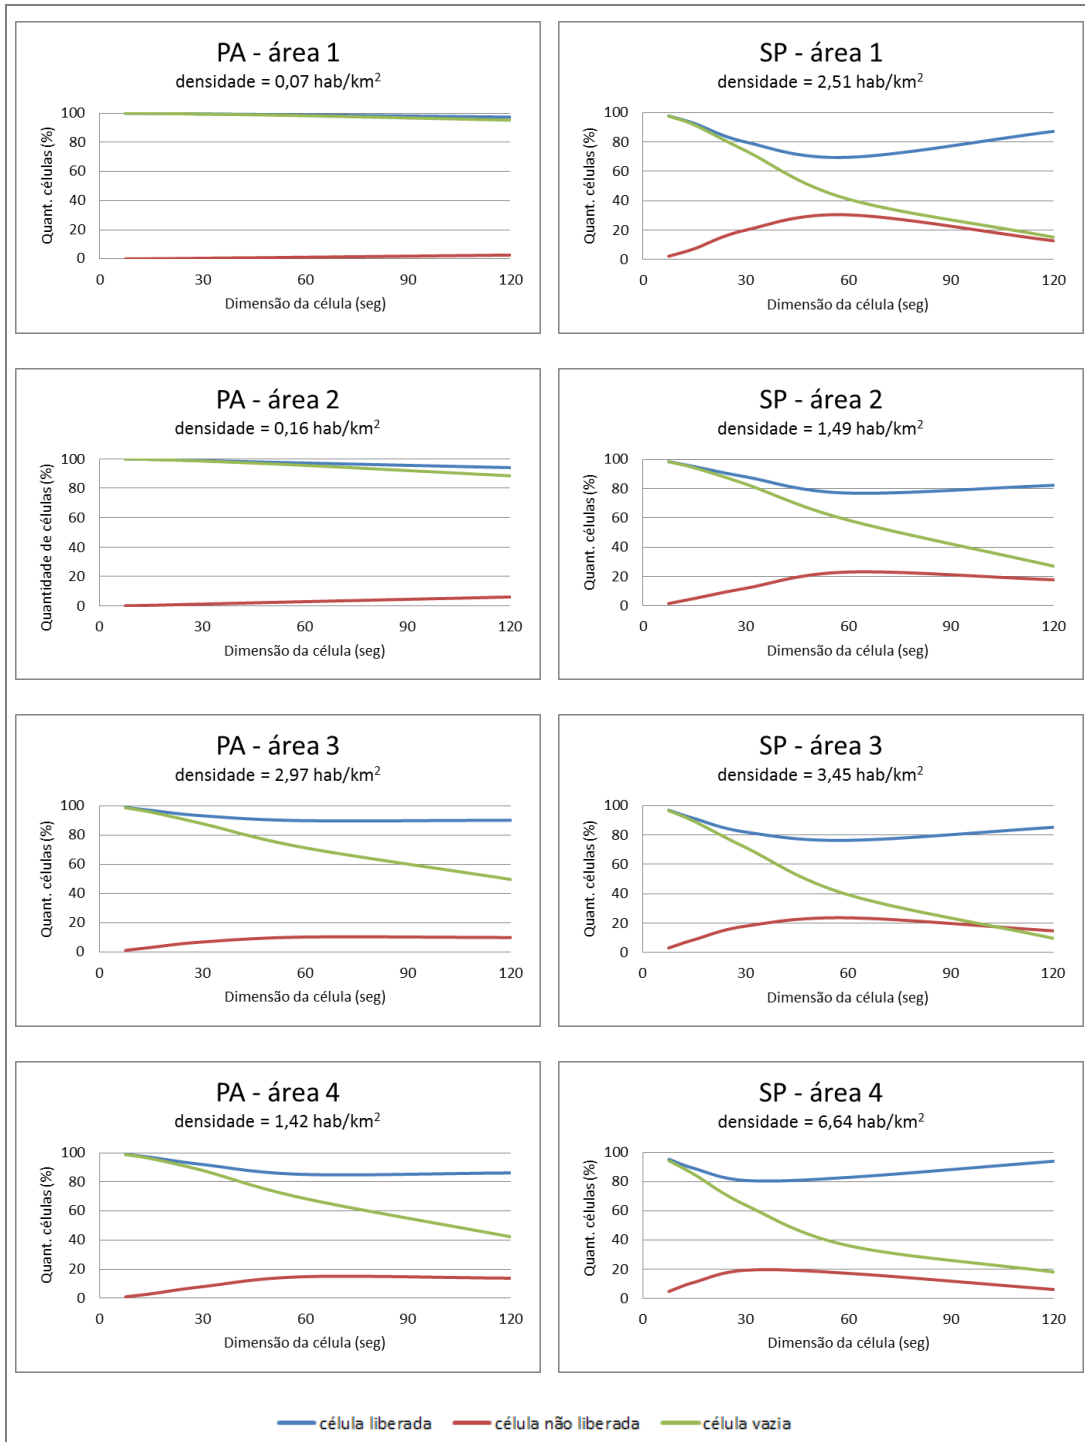 PA - área 1
densidade = 0,07 hab/km²
Quant. células (%)
100
80
60
40
20
0
0 30 60 90 120
Dimensão da célula (seg)
SP - área 1
densidade = 2,51 hab/km²
Quant. células (%)
100
80
60
40
20
0
0 30 60 90 120
Dimensão da célula (seg)
PA - área 2
densidade = 0,16 hab/km²
Quantidade de células (%)
100
80
60
40
20
0
0 30 60 90 120
Dimensão da célula (seg)
SP - área 2
densidade = 1,49 hab/km²
Quant. células (%)
100
80
60
40
20
0
0 30 60 90 120
Dimensão da célula (seg)
PA - área 3
densidade = 2,97 hab/km²
Quant. células (%)
100
80
60
40
20
0
0 30 60 90 120
Dimensão da célula (seg)
SP - área 3
densidade = 3,45 hab/km²
Quant. células (%)
100
80
60
40
20
0
0 30 60 90 120
Dimensão da célula (seg)
PA - área 4
densidade = 1,42 hab/km²
Quant. células (%)
100
80
60
40
20
0
0 30 60 90 120
Dimensão da célula (seg)
SP - área 4
densidade = 6,64 hab/km²
Quant. células (%)
100
80
60
40
20
0
0 30 60 90 120
Dimensão da célula (seg)
célula liberada célula não liberada célula vazia